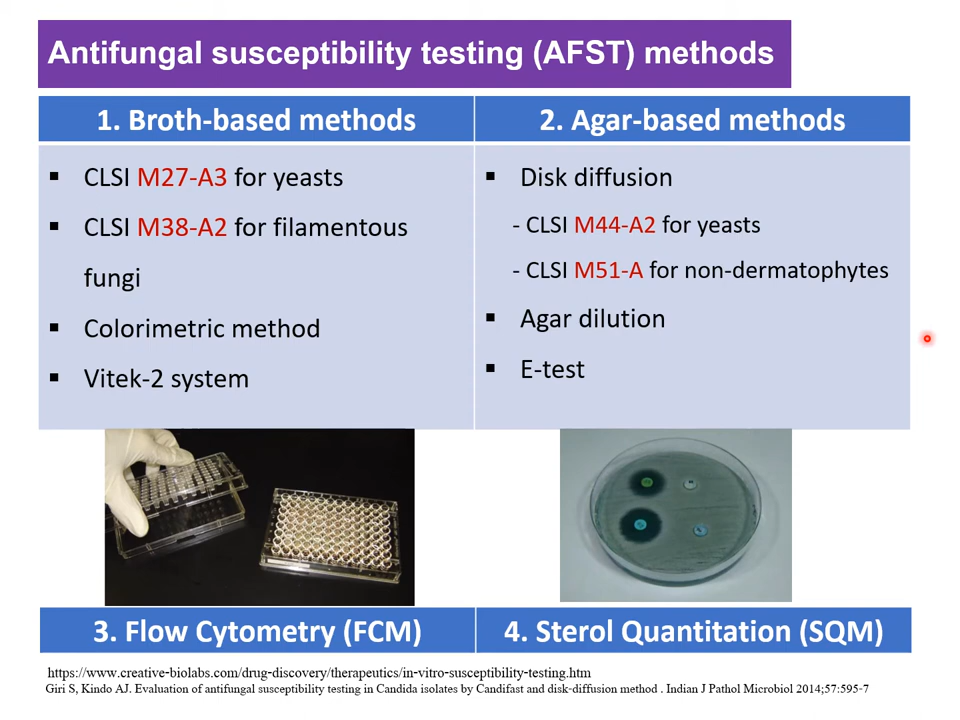 Antifungal susceptibility testing (AFST) methods
1. Broth-based methods
▪ CLSI M27-A3 for yeasts
▪ CLSI M38-A2 for filamentous
fungi
▪ Colorimetric method
▪ Vitek-2 system
2. Agar-based methods
▪ Disk diffusion
- CLSI M44-A2 for yeasts
- CLSI M51-A for non-dermatophytes
▪ Agar dilution
▪ E-test
3. Flow Cytometry (FCM)
4. Sterol Quantitation (SQM)
https://www.creative-biolabs.com/drug-discovery/therapeutics/in-vitro-susceptibility-testing.htm
Giri S, Kindo AJ. Evaluation of antifungal susceptibility testing in Candida isolates by Candifast and disk-diffusion method . Indian J Pathol Microbiol 2014;57:595-7